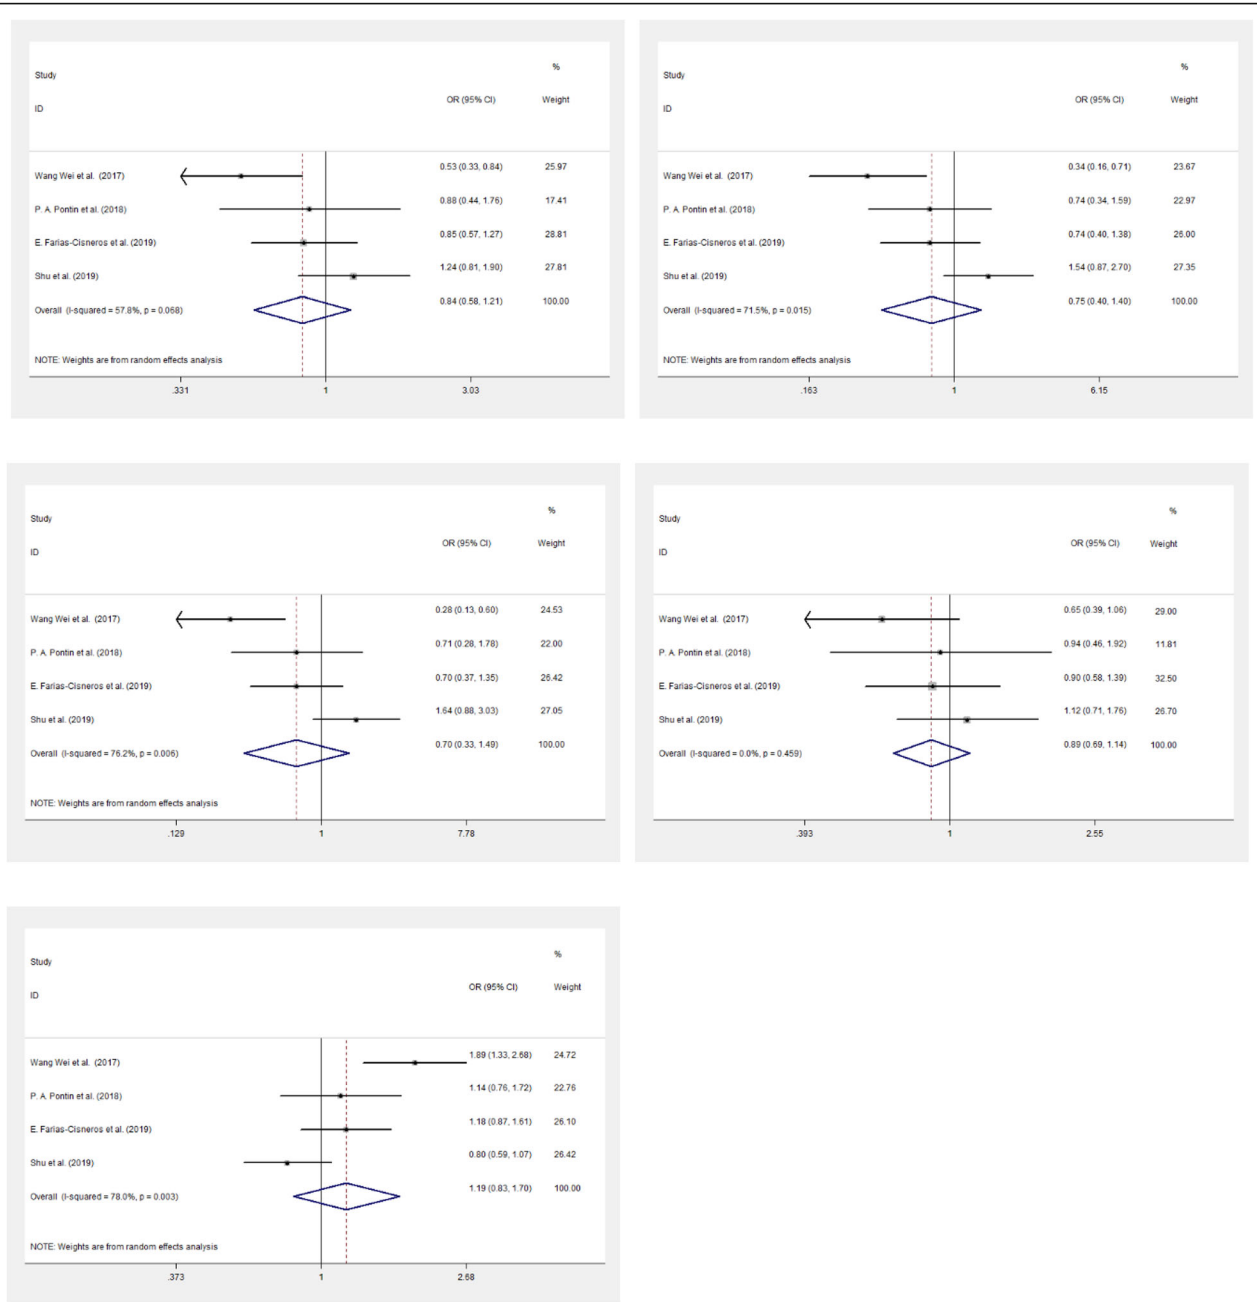 %
Study
OR (95% CI) Weight
ID
Wang Wei et al. (2017) 0.53 (0.33, 0.84) 25.97
P. A. Pontin et al. (2018) 0.88 (0.44, 1.76) 17.41
E. Farias-Cisneros et al. (2019) 0.85 (0.57, 1.27) 28.81
Shu et al. (2019) 1.24 (0.81, 1.90) 27.81
Overall (I-squared = 57.8%, p = 0.068) 0.84 (0.58, 1.21) 100.00
NOTE: Weights are from random effects analysis
.331 1 3.03
%
Study
OR (95% CI) Weight
ID
Wang Wei et al. (2017) 0.34 (0.16, 0.71) 23.67
P. A. Pontin et al. (2018) 0.74 (0.34, 1.59) 22.97
E. Farias-Cisneros et al. (2019) 0.74 (0.40, 1.38) 26.00
Shu et al. (2019) 1.54 (0.87, 2.70) 27.35
Overall (I-squared = 71.5%, p = 0.015) 0.75 (0.40, 1.40) 100.00
NOTE: Weights are from random effects analysis
.163 1 6.15
%
Study
OR (95% CI) Weight
ID
Wang Wei et al. (2017) 0.28 (0.13, 0.60) 24.53
P. A. Pontin et al. (2018) 0.71 (0.28, 1.78) 22.00
E. Farias-Cisneros et al. (2019) 0.70 (0.37, 1.35) 26.42
Shu et al. (2019) 1.64 (0.88, 3.03) 27.05
Overall (I-squared = 76.2%, p = 0.006) 0.70 (0.33, 1.49) 100.00
NOTE: Weights are from random effects analysis
.129 1 7.78
%
Study
OR (95% CI) Weight
ID
Wang Wei et al. (2017) 0.65 (0.39, 1.06) 29.00
P. A. Pontin et al. (2018) 0.94 (0.46, 1.92) 11.81
E. Farias-Cisneros et al. (2019) 0.90 (0.58, 1.39) 32.50
Shu et al. (2019) 1.12 (0.71, 1.76) 26.70
Overall (I-squared = 0.0%, p = 0.459) 0.89 (0.69, 1.14) 100.00
.393 1 2.55
%
Study
OR (95% CI) Weight
ID
Wang Wei et al. (2017) 1.89 (1.33, 2.68) 24.72
P. A. Pontin et al. (2018) 1.14 (0.76, 1.72) 22.76
E. Farias-Cisneros et al. (2019) 1.18 (0.87, 1.61) 26.10
Shu et al. (2019) 0.80 (0.59, 1.07) 26.42
Overall (I-squared = 78.0%, p = 0.003) 1.19 (0.83, 1.70) 100.00
NOTE: Weights are from random effects analysis
.373 1 2.68